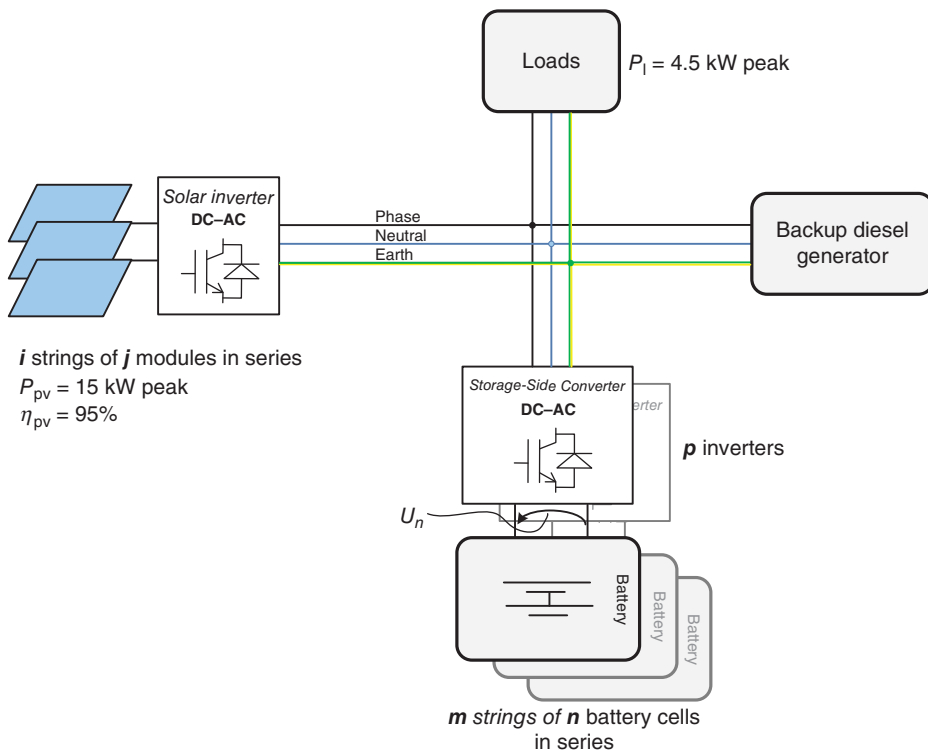 Loads
P_l = 4.5 kW peak
Solar inverter
DC–AC
Phase
Neutral
Earth
Backup diesel
generator
i strings of j modules in series
P_pv = 15 kW peak
η_pv = 95%
Storage-Side Converter
DC–AC
erter
p inverters
U_n
Battery
Battery
Battery
m strings of n battery cells
in series